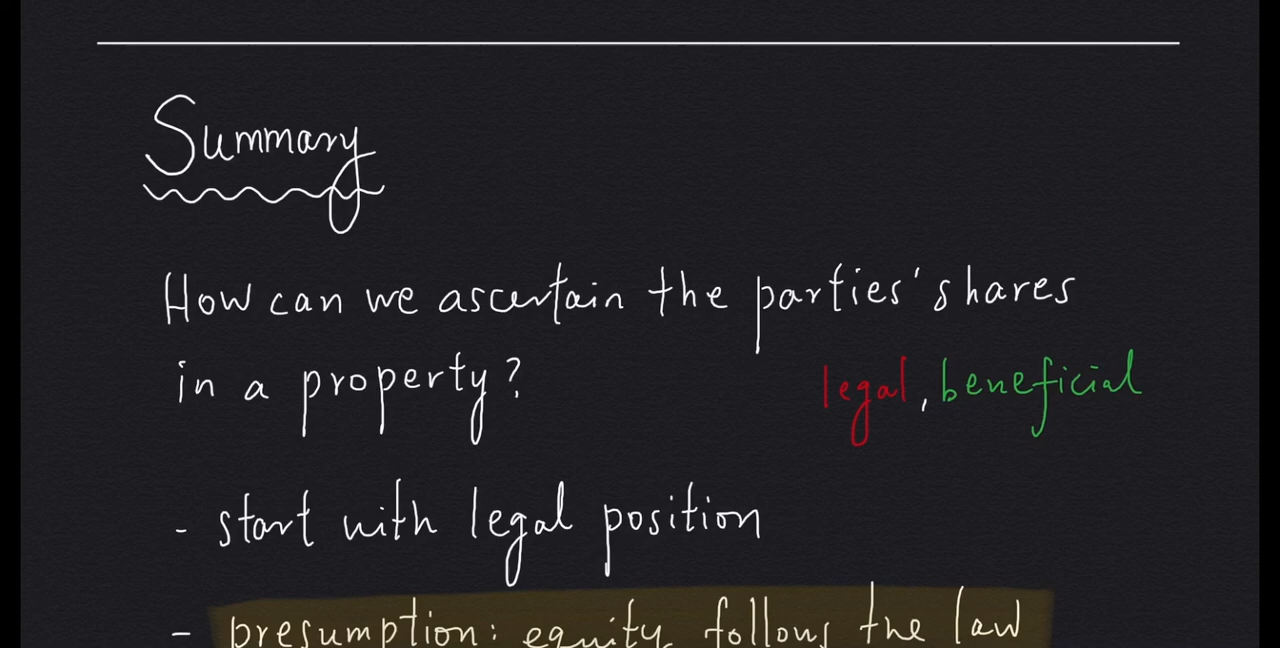 Summary
How can we ascertain the parties' shares
in a property?
legal, beneficial
- start with legal position
- presumption: equity follows the law